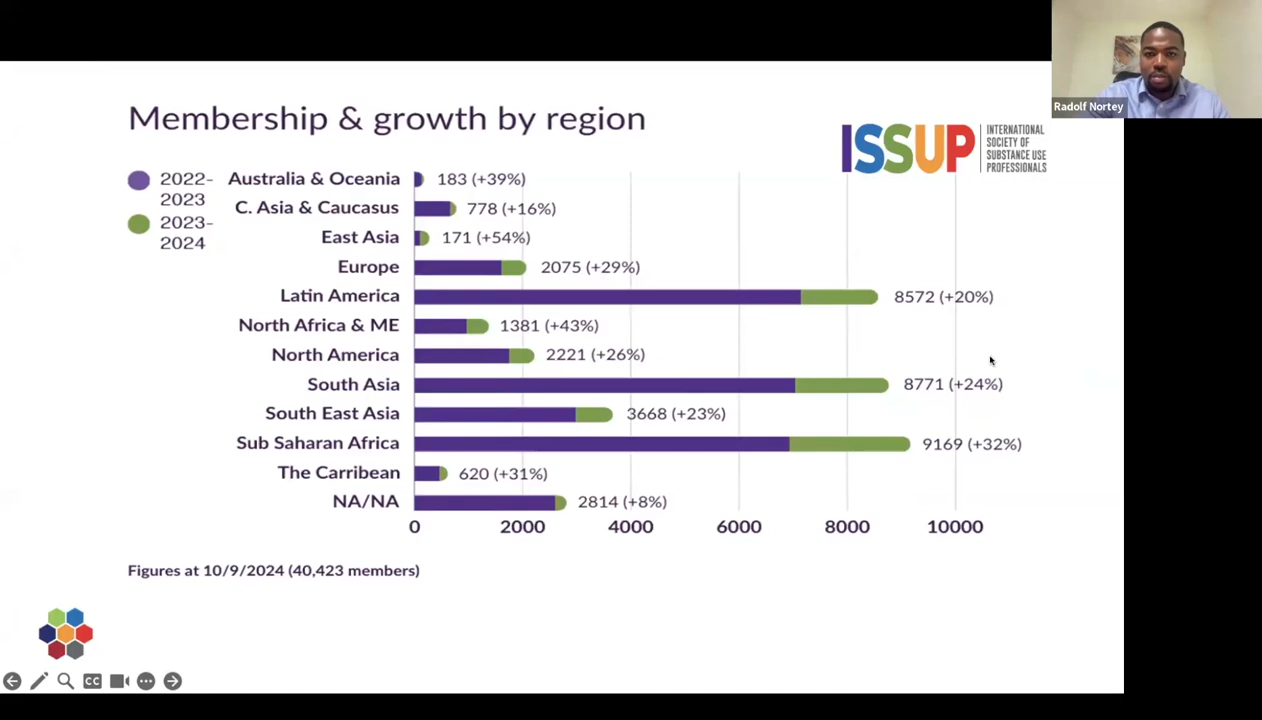 Radolf Nortey
Membership & growth by region
ISSUP
INTERNATIONAL
SOCIETY OF
SUBSTANCE USE
PROFESSIONALS
2022-
2023
2023-
2024
Australia & Oceania 183 (+39%)
C. Asia & Caucasus 778 (+16%)
East Asia 171 (+54%)
Europe 2075 (+29%)
Latin America 8572 (+20%)
North Africa & ME 1381 (+43%)
North America 2221 (+26%)
South Asia 8771 (+24%)
South East Asia 3668 (+23%)
Sub Saharan Africa 9169 (+32%)
The Carribean 620 (+31%)
NA/NA 2814 (+8%)
0 2000 4000 6000 8000 10000
Figures at 10/9/2024 (40,423 members)
CC